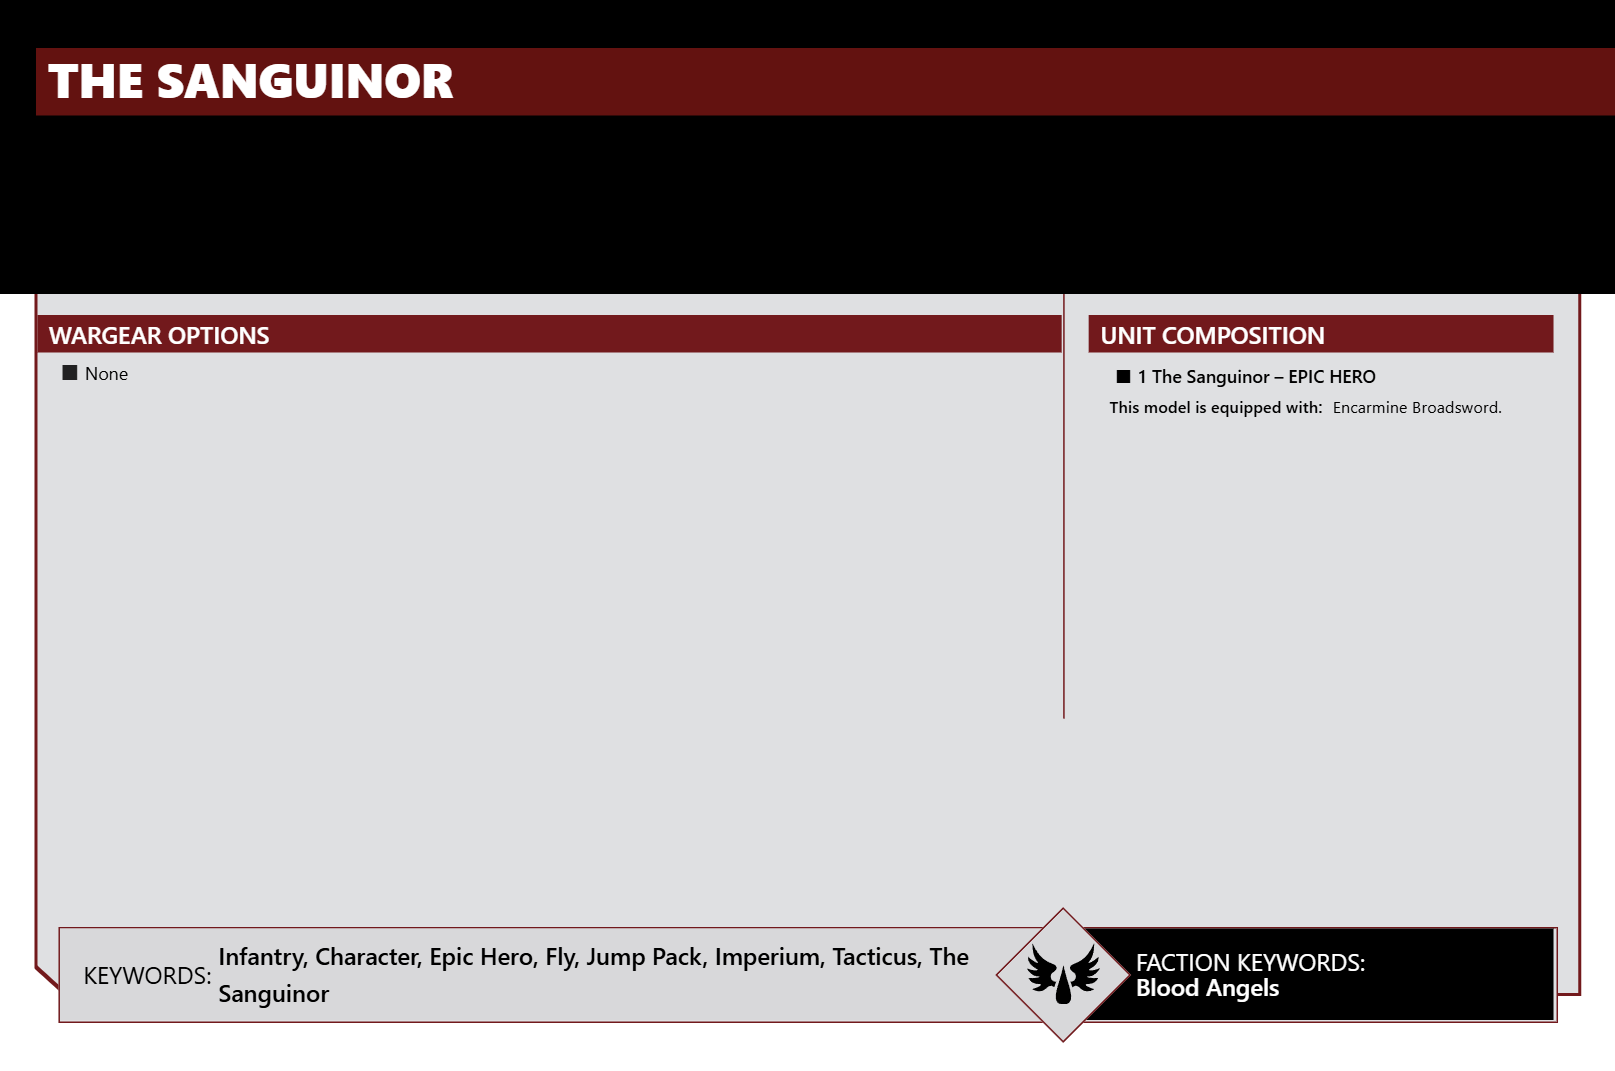 THE SANGUINOR
WARGEAR OPTIONS
■ None
UNIT COMPOSITION
■ 1 The Sanguinor – EPIC HERO
This model is equipped with: Encarmine Broadsword.
KEYWORDS: Infantry, Character, Epic Hero, Fly, Jump Pack, Imperium, Tacticus, The
Sanguinor
FACTION KEYWORDS:
Blood Angels